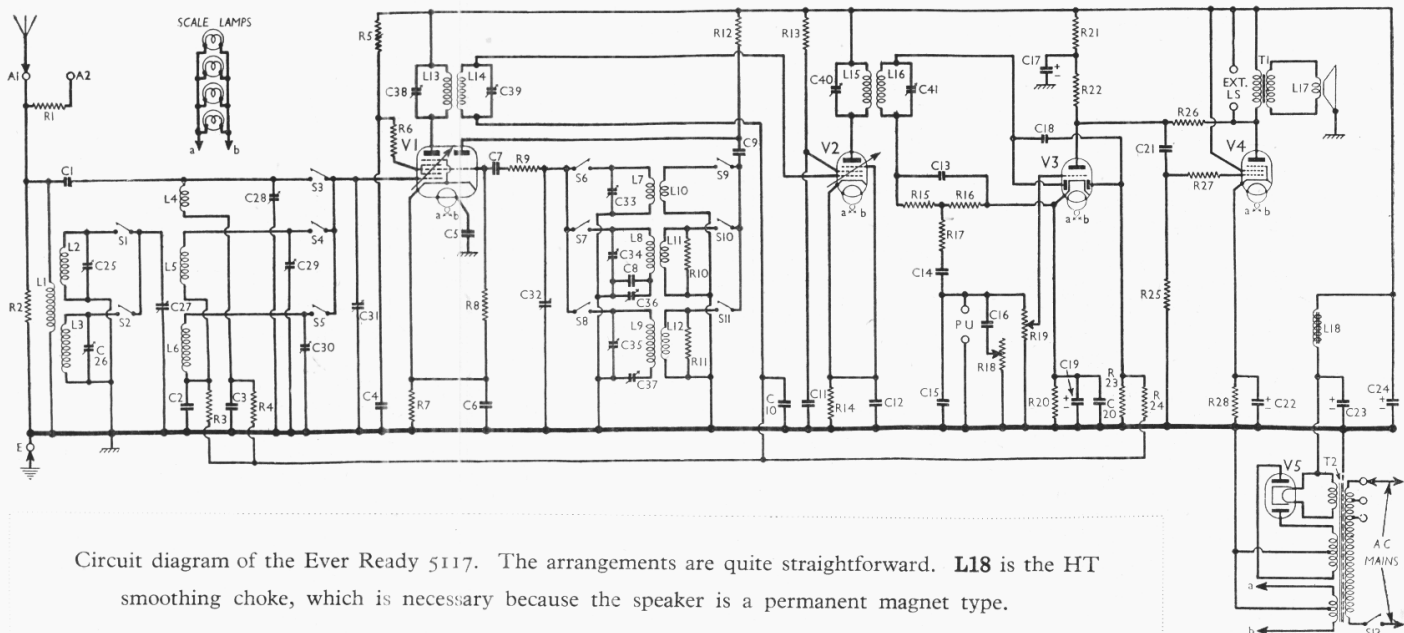 SCALE LAMPS
A1
A2
R1
a
b
R5
R6
V1
C38
L13
L14
C39
R12
R13
C40
L15
L16
C41
R21
C17
R22
EXT.
LS
T1
L17
R26
C1
L4
C28
S3
C7
R9
C9
S6
L7
L10
S9
C33
V2
C13
C18
V3
C21
V4
R27
a
b
C5
S7
L8
L11
S10
C34
C8
C36
R10
R15
R16
R17
C14
L2
C25
S1
L5
C29
S4
L1
R2
C27
L3
C
26
S2
L6
S5
C30
C31
R8
C32
S8
L9
L12
S11
C35
C37
R11
PU
C16
R18
R19
R25
L18
C2
R3
C3
R4
C4
R7
C6
C
10
C11
R14
C12
C15
R20
C19
C
20
R
23
R
24
R28
C22
C23
C24
E
V5
T2
AC
MAINS
a
b
S12
Circuit diagram of the Ever Ready 5117. The arrangements are quite straightforward. L18 is the HT
smoothing choke, which is necessary because the speaker is a permanent magnet type.